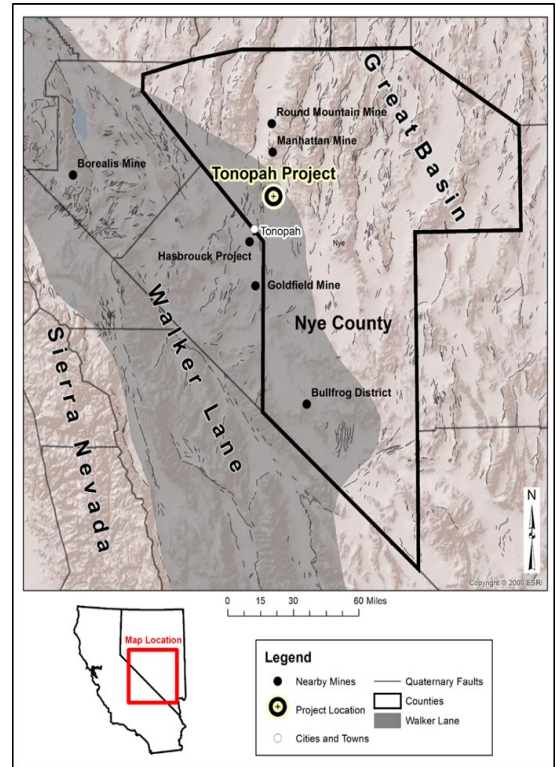 Great Basin
Round Mountain Mine
Manhattan Mine
Borealis Mine
Tonopah Project
Tonopah
Nye
Hasbrouck Project
Goldfield Mine
Walker Lane
Nye County
Sierra Nevada
Bullfrog District
N
Copyright © 2009 ESRI
0 15 30 60 Miles
Map Location
Legend
Nearby Mines
Quaternary Faults
Project Location
Counties
Walker Lane
Cities and Towns